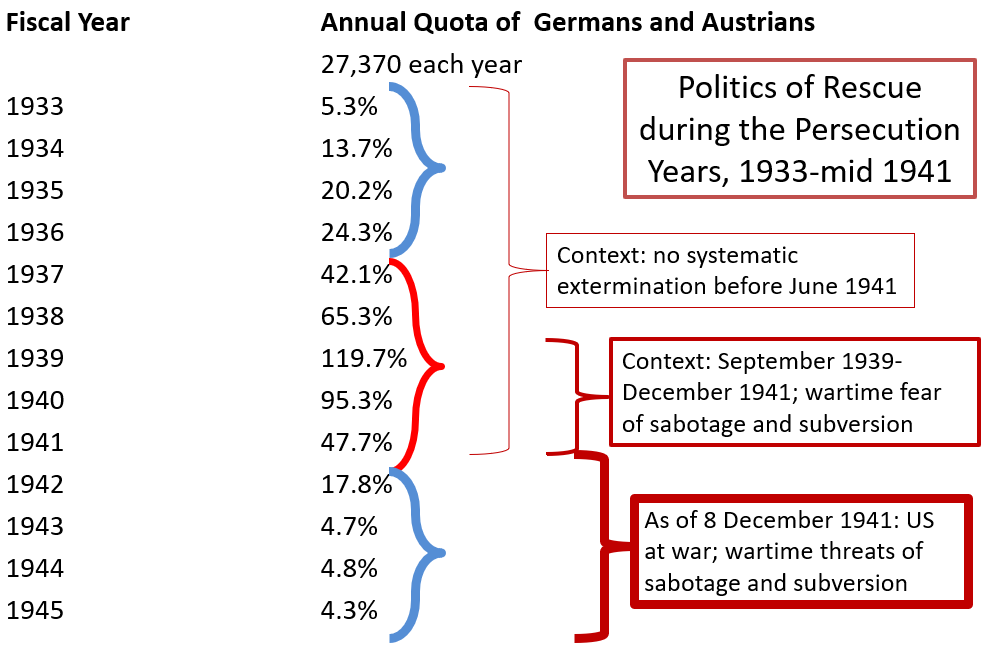 Fiscal Year Annual Quota of Germans and Austrians
27,370 each year
1933 5.3%
1934 13.7%
1935 20.2%
1936 24.3%
1937 42.1%
1938 65.3%
1939 119.7%
1940 95.3%
1941 47.7%
1942 17.8%
1943 4.7%
1944 4.8%
1945 4.3%
Politics of Rescue
during the Persecution
Years, 1933-mid 1941
Context: no systematic
extermination before June 1941
Context: September 1939-
December 1941; wartime fear
of sabotage and subversion
As of 8 December 1941: US
at war; wartime threats of
sabotage and subversion